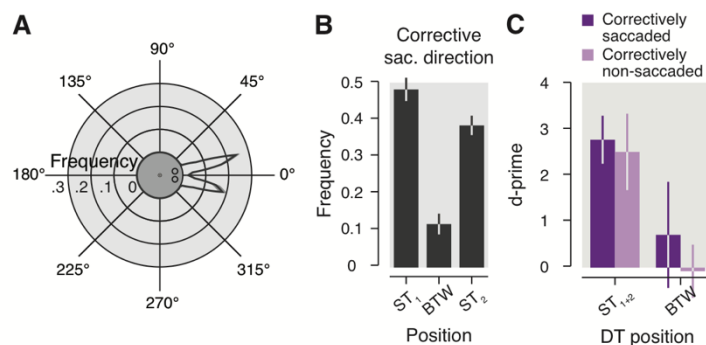 A
90°
135°
45°
Frequency
180°
.3 .2 .1 0
0°
225°
315°
270°
B
Corrective
sac. direction
0.5
0.4
0.3
0.2
0.1
0
Frequency
ST1
BTW
ST2
Position
C
Correctively
saccaded
Correctively
non-saccaded
4
3
2
1
0
d-prime
ST1+2
BTW
DT position